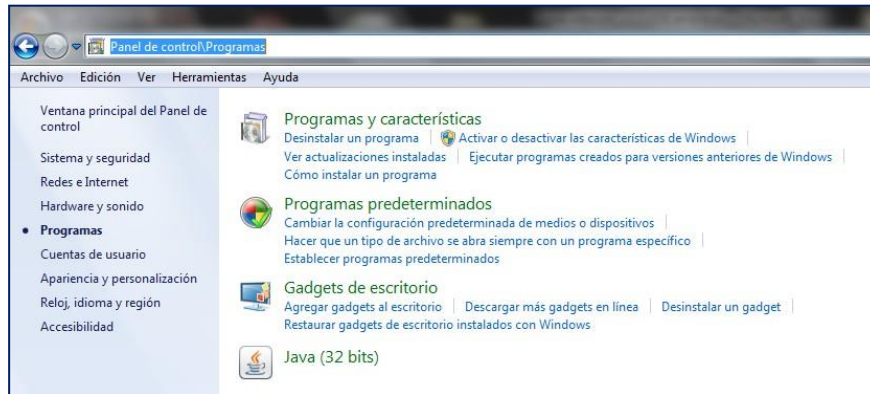 Panel de control\Programas
Archivo Edición Ver Herramientas Ayuda
Ventana principal del Panel de
control
Sistema y seguridad
Redes e Internet
Hardware y sonido
Programas
Cuentas de usuario
Apariencia y personalización
Reloj, idioma y región
Accesibilidad
Programas y características
Desinstalar un programa Activar o desactivar las características de Windows
Ver actualizaciones instaladas Ejecutar programas creados para versiones anteriores de Windows
Cómo instalar un programa
Programas predeterminados
Cambiar la configuración predeterminada de medios o dispositivos
Hacer que un tipo de archivo se abra siempre con un programa específico
Establecer programas predeterminados
Gadgets de escritorio
Agregar gadgets al escritorio Descargar más gadgets en línea Desinstalar un gadget
Restaurar gadgets de escritorio instalados con Windows
Java (32 bits)